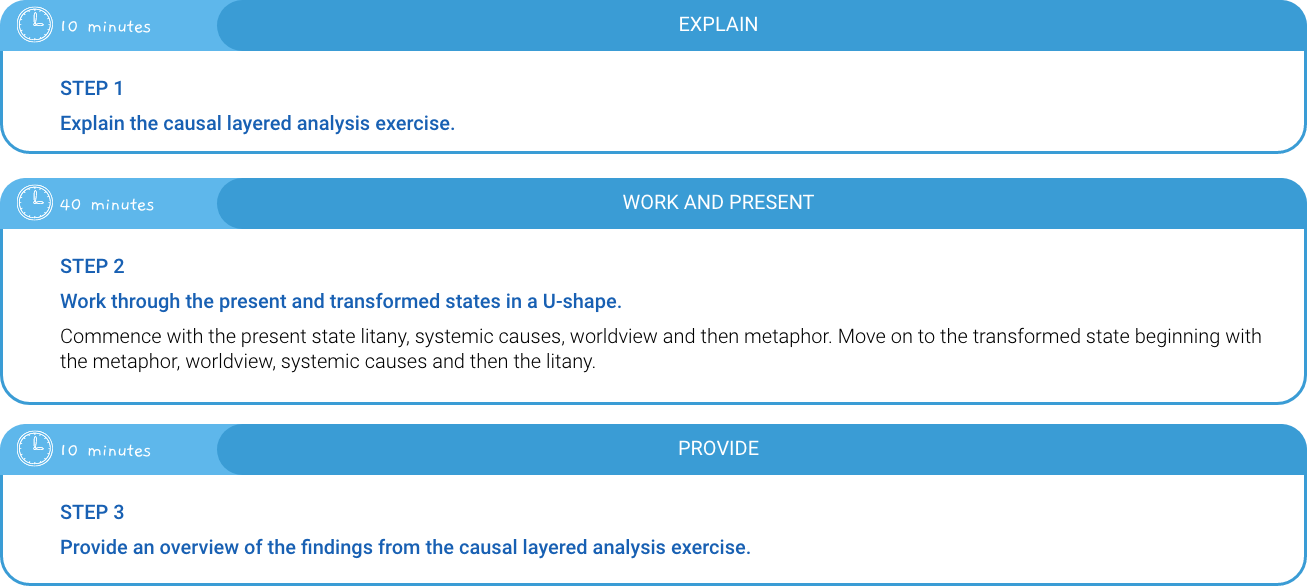 10 minutes
EXPLAIN
STEP 1
Explain the causal layered analysis exercise.
40 minutes
WORK AND PRESENT
STEP 2
Work through the present and transformed states in a U-shape.
Commence with the present state litany, systemic causes, worldview and then metaphor. Move on to the transformed state beginning with
the metaphor, worldview, systemic causes and then the litany.
10 minutes
PROVIDE
STEP 3
Provide an overview of the findings from the causal layered analysis exercise.